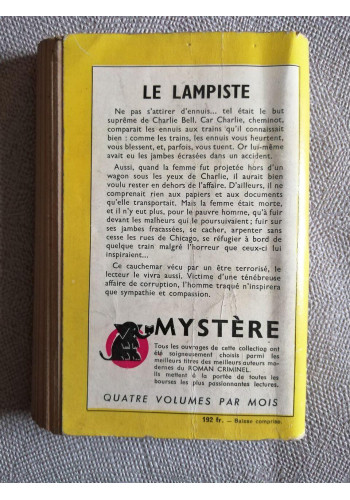 LE LAMPISTE
Ne pas s'attirer d'ennuis... tel était le but
suprême de Charlie Bell. Car Charlie, cheminot,
comparait les ennuis aux trains qu'il connaissait
bien : comme les trains, les ennuis vous heurtent,
vous blessent, et, parfois, vous tuent. Or lui-même
avait eu les jambes écrasées dans un accident.
Aussi, quand la femme fut projetée hors d'un
wagon sous les yeux de Charlie, il aurait bien
voulu rester en dehors de l'affaire. D'ailleurs, il ne
comprenait rien aux papiers et aux documents
qu'elle transportait. Mais la femme était morte,
et il n'y eut plus, pour le pauvre homme, qu'à fuir
devant les malheurs qui le poursuivaient ; fuir sur
ses jambes fracassées, se cacher, arpenter sans
cesse les rues de Chicago, se réfugier à bord de
quelque train malgré l'horreur que ceux-ci lui
inspiraient...
Ce cauchemar vécu par un être terrorisé, le
lecteur le vivra aussi. Victime d'une ténébreuse
affaire de corruption, l'homme traqué n'inspirera
que sympathie et compassion.
MYSTÈRE
Tous les ouvrages de cette collection ont
été soigneusement choisis parmi les
meilleurs titres des meilleurs auteurs mo-
dernes du ROMAN CRIMINEL.
Ils mettent à la portée de toutes les
bourses les plus passionnantes lectures.
QUATRE VOLUMES PAR MOIS
192 fr. — Baisse comprise.